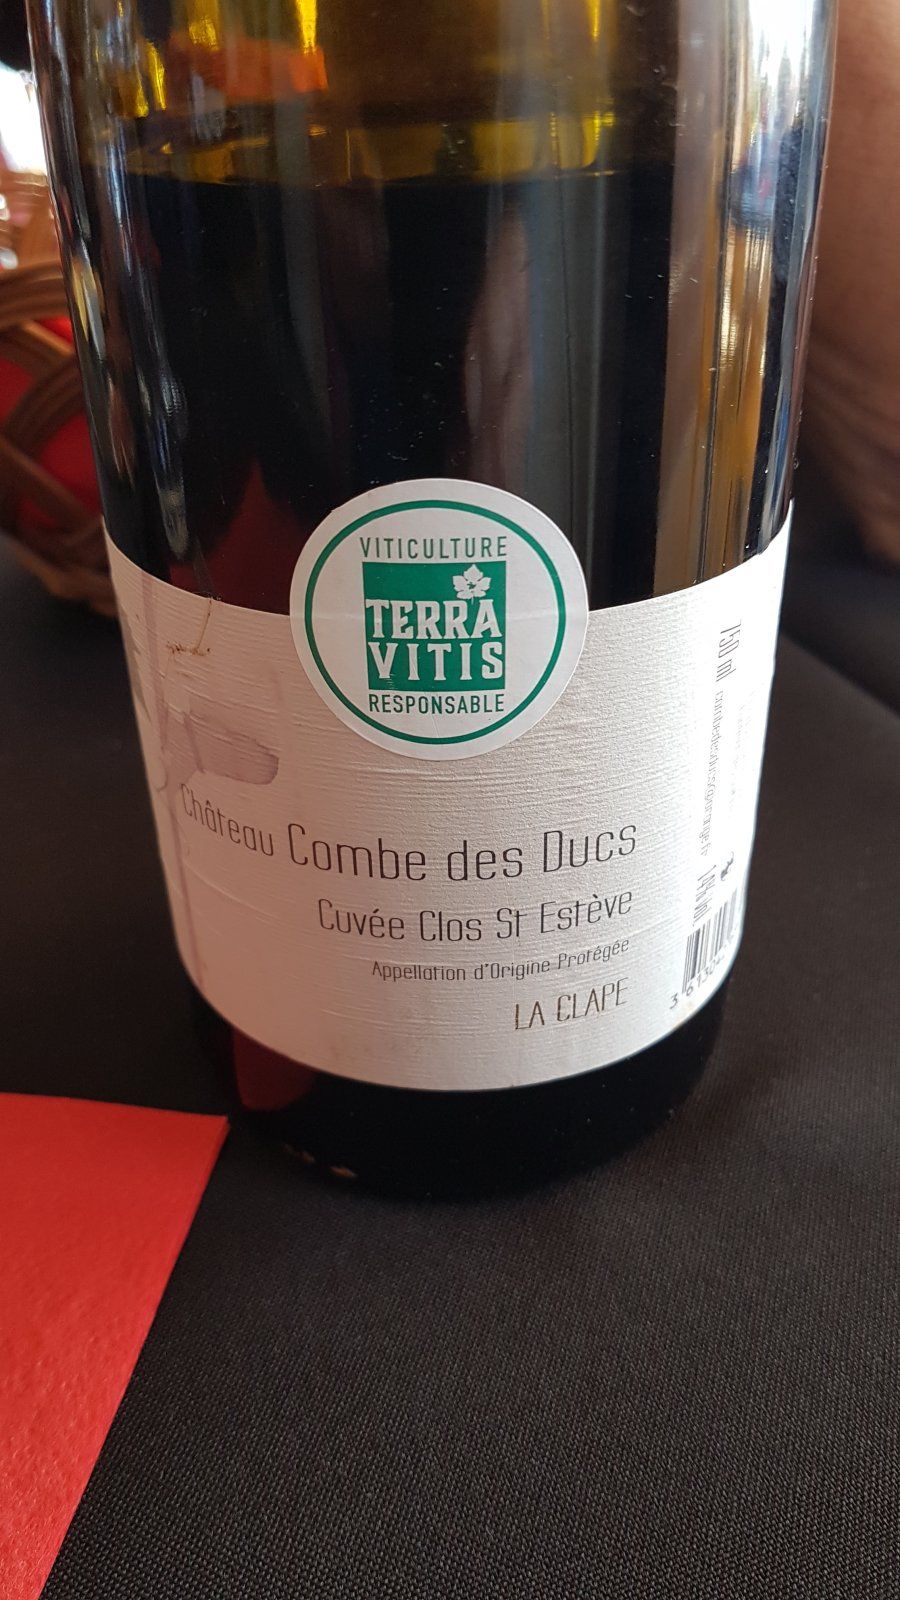 VITICULTURE
TERRA
VITIS
RESPONSABLE
Château Combe des Ducs
Cuvée Clos St Estève
Appellation d'Origine Protégée
LA CLAPE
750 ml